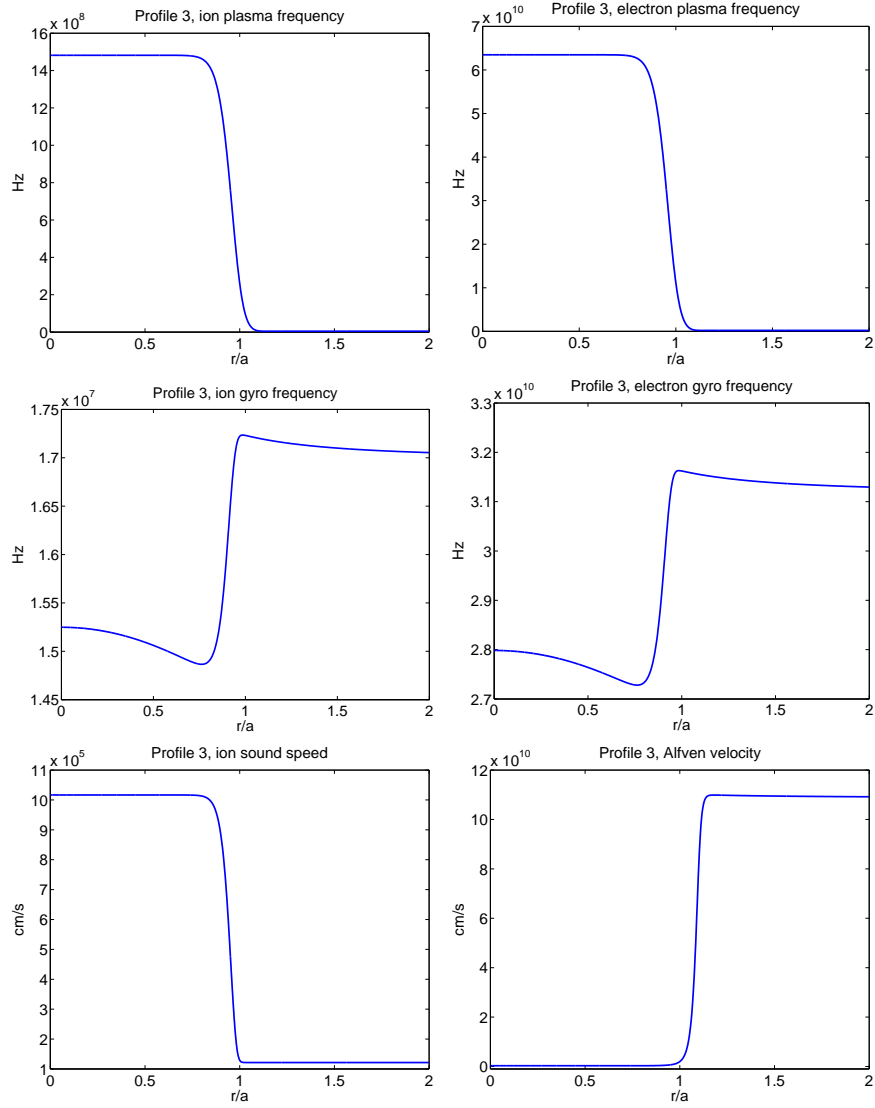 Profile 3, ion plasma frequency
x 10^8
16
14
12
10
8
6
4
2
0
Hz
0 0.5 1 1.5 2
r/a
Profile 3, electron plasma frequency
x 10^10
7
6
5
4
3
2
1
0
Hz
0 0.5 1 1.5 2
r/a
Profile 3, ion gyro frequency
x 10^7
1.75
1.7
1.65
1.6
1.55
1.5
1.45
Hz
0 0.5 1 1.5 2
r/a
Profile 3, electron gyro frequency
x 10^10
3.3
3.2
3.1
3
2.9
2.8
2.7
Hz
0 0.5 1 1.5 2
r/a
Profile 3, ion sound speed
x 10^5
11
10
9
8
7
6
5
4
3
2
1
cm/s
0 0.5 1 1.5 2
r/a
Profile 3, Alfven velocity
x 10^10
12
10
8
6
4
2
0
cm/s
0 0.5 1 1.5 2
r/a